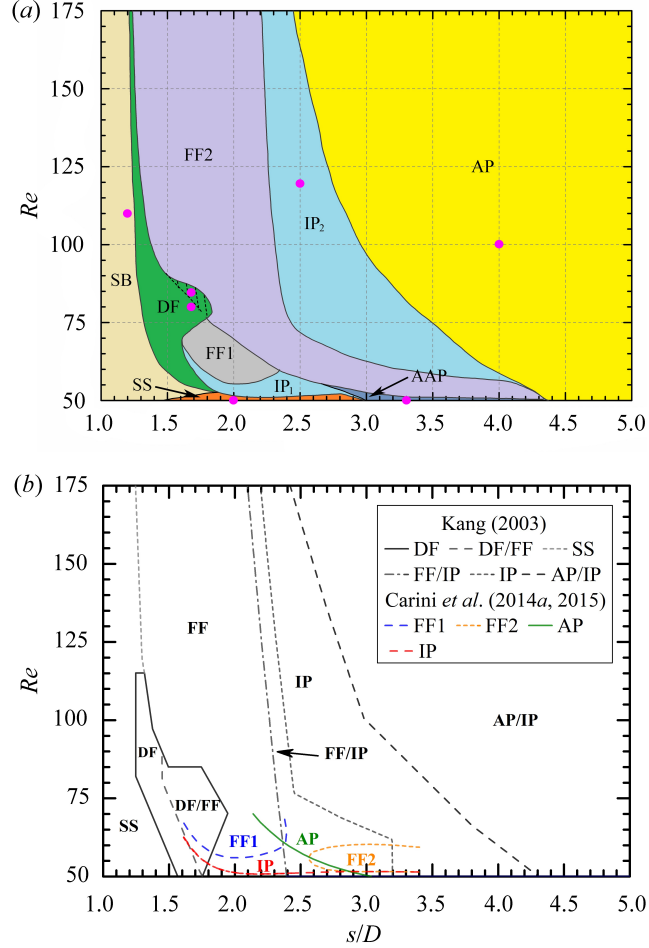 (a) 175
150
125
Re
100
75
50
FF2
AP
IP2
SB
DF
FF1
SS
IP1
AAP
1.0 1.5 2.0 2.5 3.0 3.5 4.0 4.5 5.0
(b) 175
150
125
Re
100
75
50
Kang (2003)
DF DF/FF SS
FF/IP IP AP/IP
Carini et al. (2014a, 2015)
FF1 FF2 AP
IP
FF
IP
AP/IP
DF
FF/IP
DF/FF
SS
FF1
AP
IP
FF2
1.0 1.5 2.0 2.5 3.0 3.5 4.0 4.5 5.0
s/D